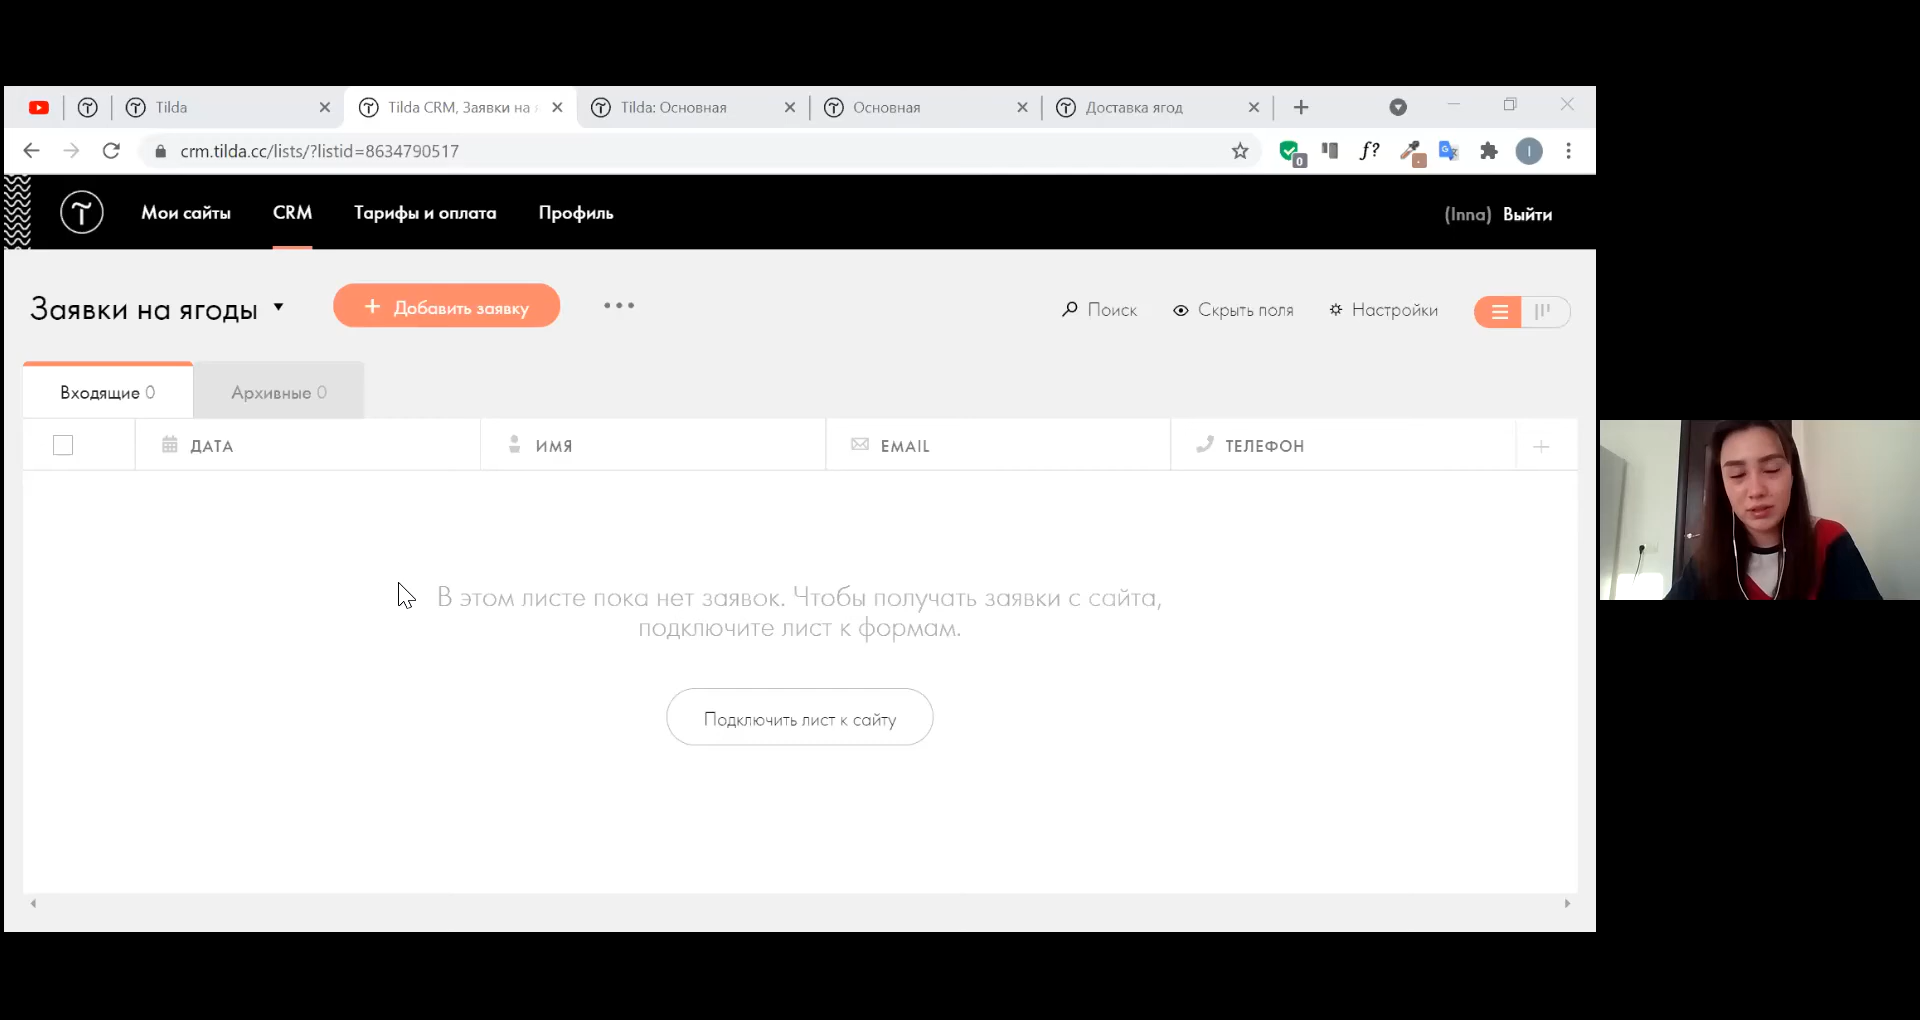 Tilda
Tilda CRM, Заявки на я
Tilda: Основная
Основная
Доставка ягод
crm.tilda.cc/lists/?listid=8634790517
0
f?
I
Мои сайты
CRM
Тарифы и оплата
Профиль
(Inna) Выйти
Заявки на ягоды
+ Добавить заявку
Поиск
Скрыть поля
Настройки
Входящие 0
Архивные 0
ДАТА
ИМЯ
EMAIL
ТЕЛЕФОН
В этом листе пока нет заявок. Чтобы получать заявки с сайта,
подключите лист к формам.
Подключить лист к сайту